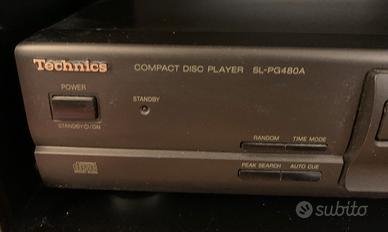 Technics COMPACT DISC PLAYER SL-PG480A
POWER
STANDBY
STANDBY⏻/ON
RANDOM TIME MODE
PEAK SEARCH AUTO CUE
subito